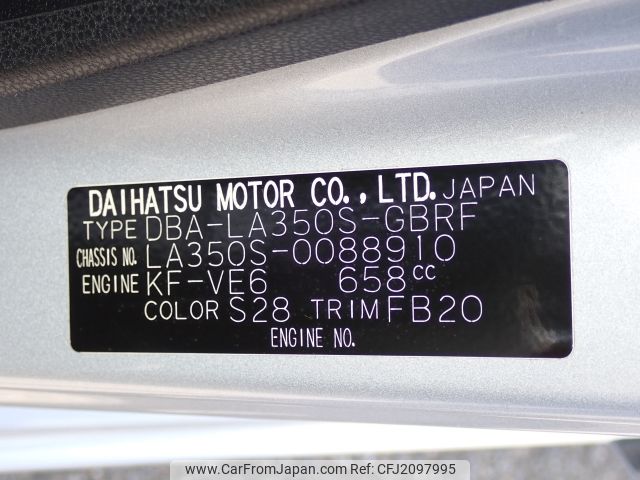 DAIHATSU MOTOR CO., LTD. JAPAN
TYPE DBA-LA350S-GBRF
CHASSIS NO. LA350S-0088910
ENGINE KF-VE6 658cc
COLOR S28 TRIM FB20
ENGINE NO.
© CarFromJapan.com - Ref: CFJ2097995